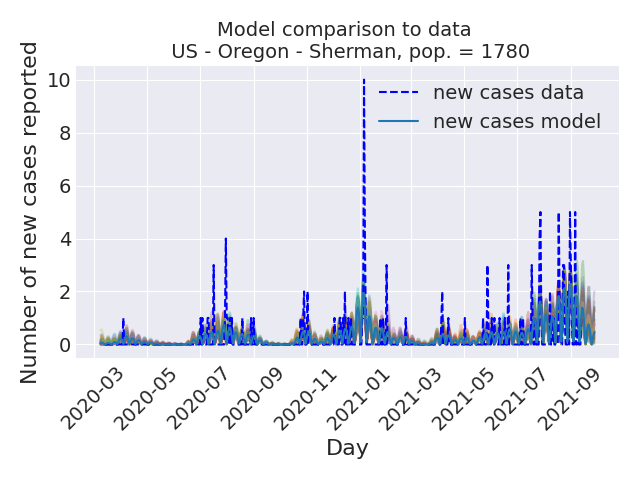 Model comparison to data
US - Oregon - Sherman, pop. = 1780
Number of new cases reported
10
8
6
4
2
0
new cases data
new cases model
2020-03
2020-05
2020-07
2020-09
2020-11
2021-01
2021-03
2021-05
2021-07
2021-09
Day